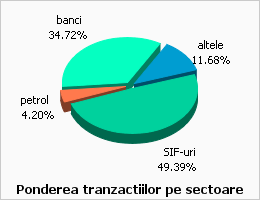 banci
34.72%
altele
11.68%
petrol
4.20%
SIF-uri
49.39%
Ponderea tranzactiilor pe sectoare